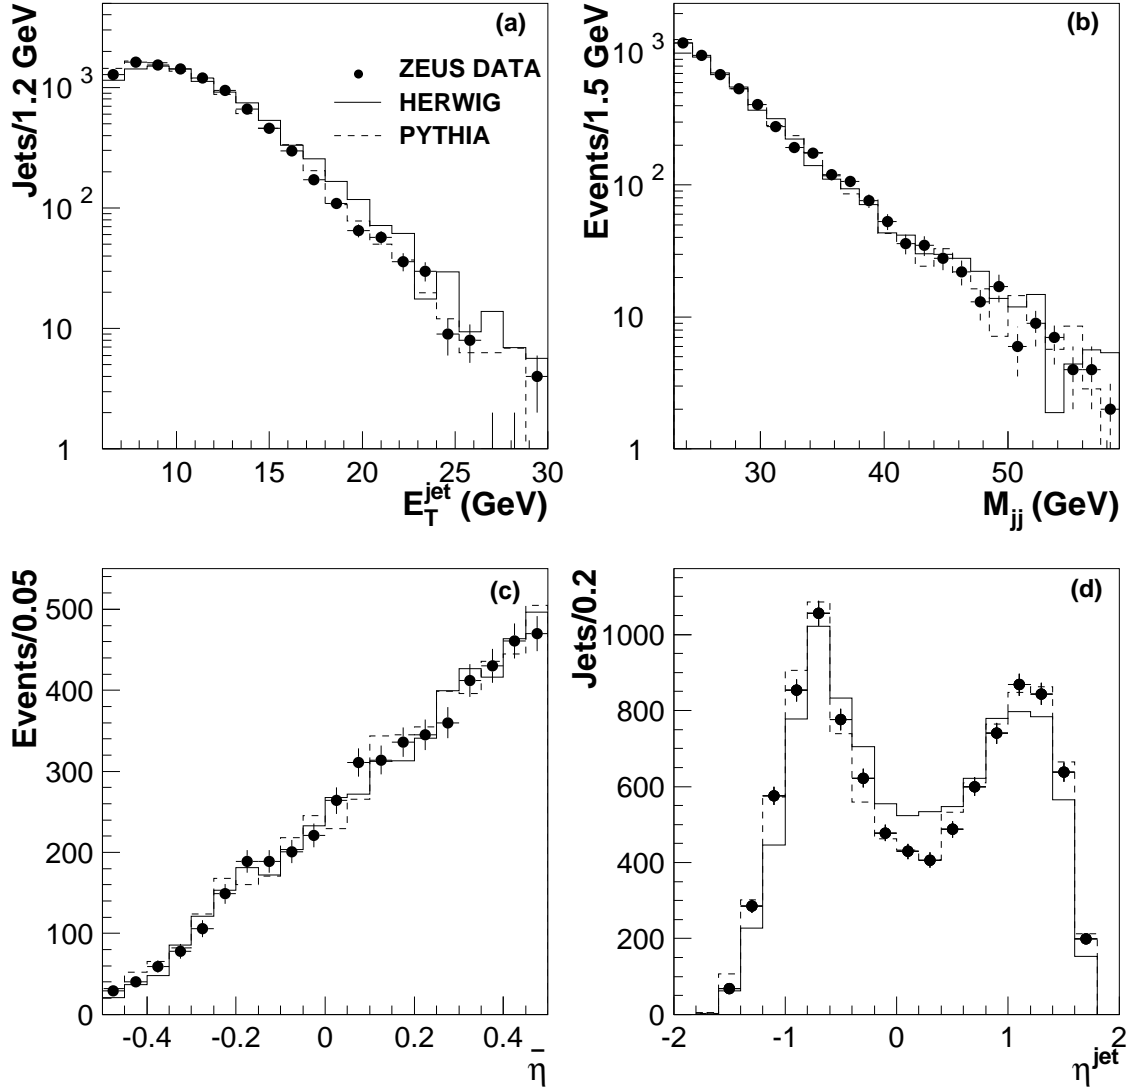 (a)
Jets/1.2 GeV
ZEUS DATA
HERWIG
PYTHIA
10^3
10^2
10
1
10 15 20 25 30
E_T^jet (GeV)
(b)
Events/1.5 GeV
10^3
10^2
10
1
30 40 50
M_jj (GeV)
(c)
Events/0.05
500
400
300
200
100
0
-0.4 -0.2 0 0.2 0.4
η̄
(d)
Jets/0.2
1000
800
600
400
200
0
-2 -1 0 1 2
η^jet